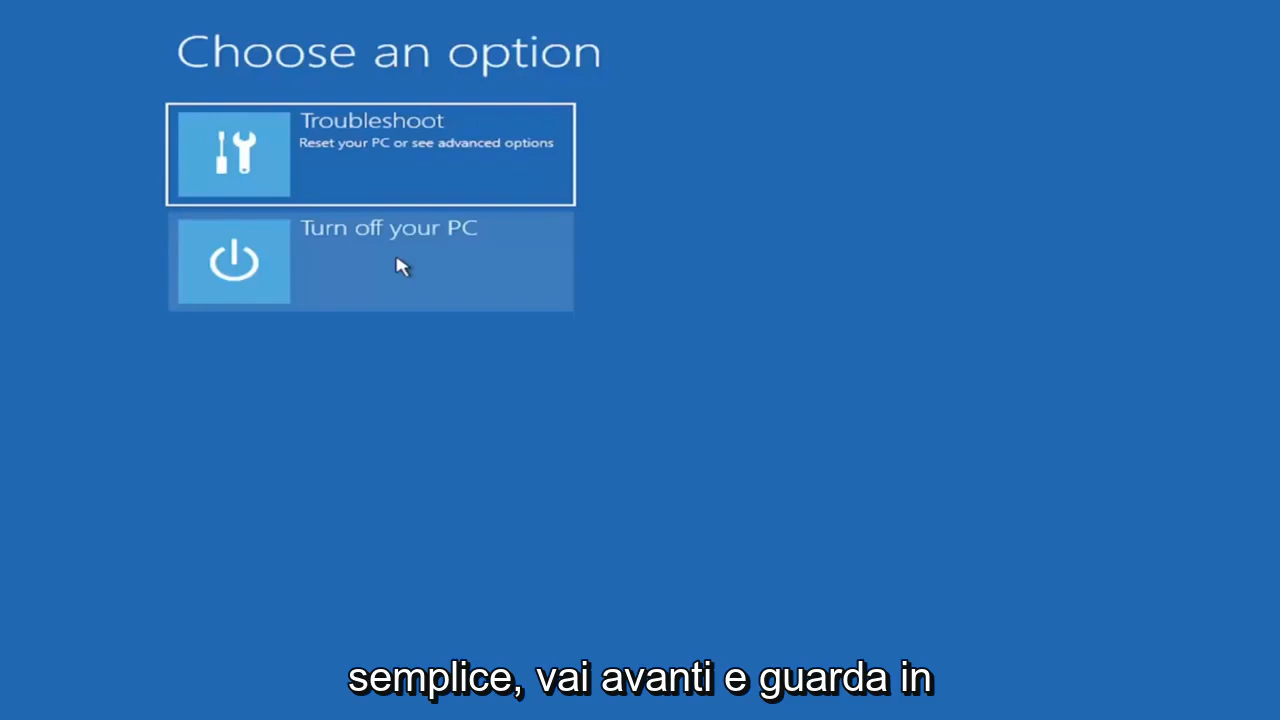 Choose an option
Troubleshoot
Reset your PC or see advanced options
Turn off your PC
semplice, vai avanti e guarda in